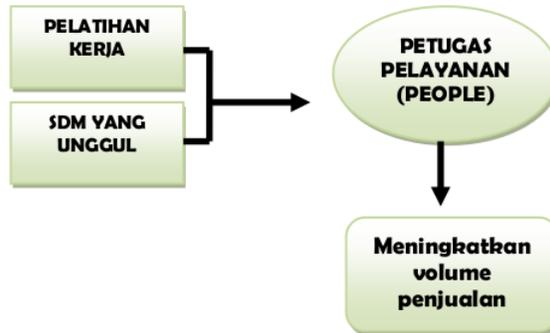 PELATIHAN
KERJA
SDM YANG
UNGGUL
PETUGAS
PELAYANAN
(PEOPLE)
Meningkatkan
volume
penjualan